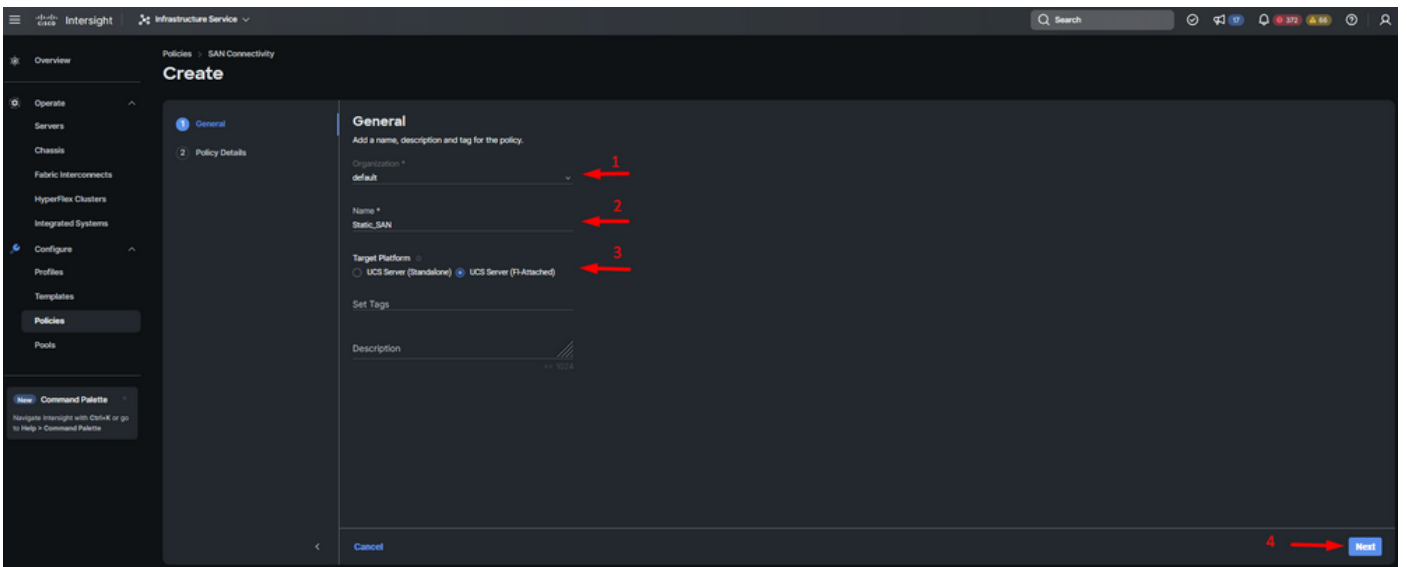 cisco Intersight Infrastructure Service Search 17 372 66
Overview
Operate
Servers
Chassis
Fabric Interconnects
HyperFlex Clusters
Integrated Systems
Configure
Profiles
Templates
Policies
Pools
New Command Palette
Navigate Intersight with Ctrl+K or go
to Help > Command Palette
Policies > SAN Connectivity
Create
1 General
2 Policy Details
General
Add a name, description and tag for the policy.
Organization *
default
1
Name *
Static_SAN
2
Target Platform
UCS Server (Standalone) UCS Server (FI-Attached)
3
Set Tags
Description
<= 1024
Cancel
4
Next